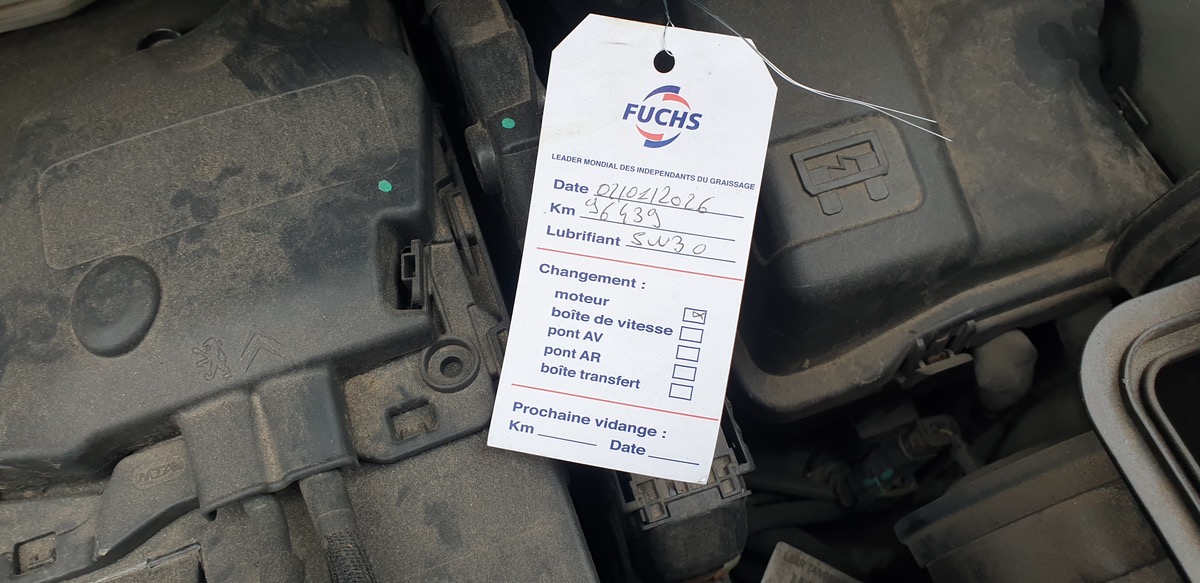 FUCHS
LEADER MONDIAL DES INDEPENDANTS DU GRAISSAGE
Date 02/01/2026
Km 96439
Lubrifiant 5W30
Changement :
moteur
boîte de vitesse
pont AV
pont AR
boîte transfert
Prochaine vidange :
Km
Date